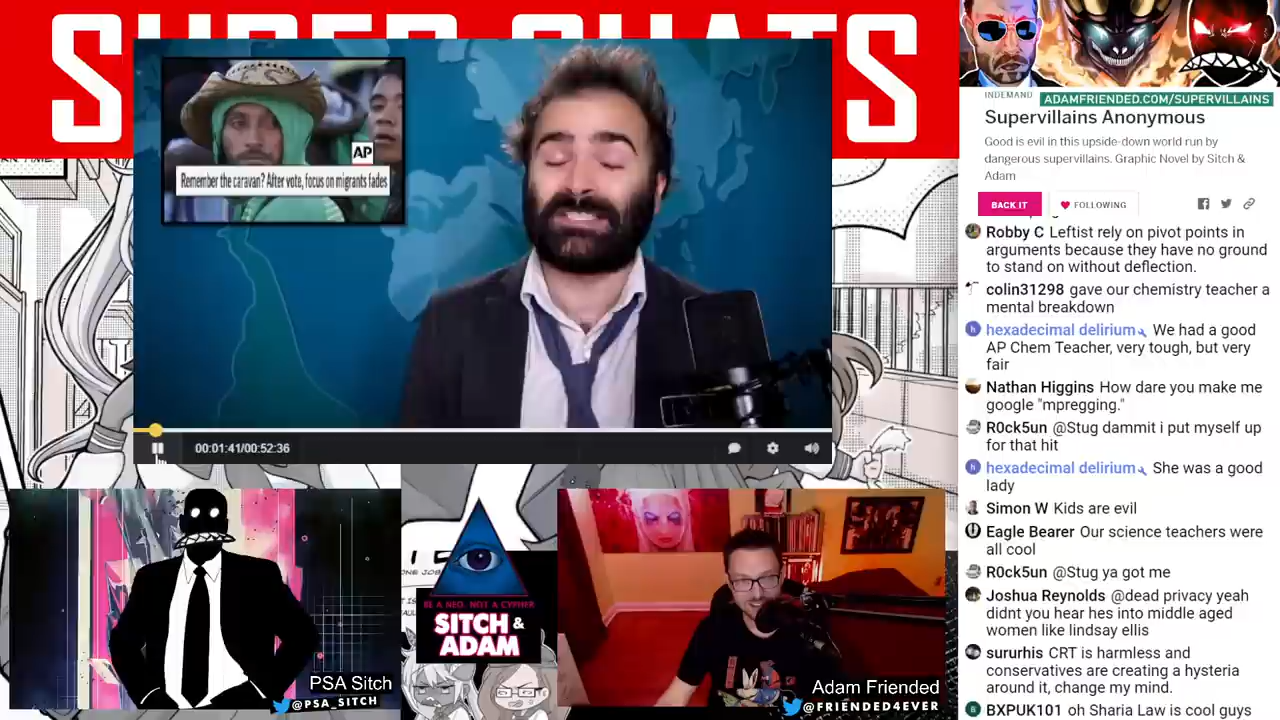 SUPER CHATS
AP
Remember the caravan? After vote, focus on migrants fades
00:01:41/00:52:36
PSA Sitch
@PSA_SITCH
BE A NEO, NOT A CYPHER
SITCH &
ADAM
Adam Friended
@FRIENDED4EVER
INDEMAND
ADAMFRIENDED.COM/SUPERVILLAINS
Supervillains Anonymous
Good is evil in this upside-down world run by
dangerous supervillains. Graphic Novel by Sitch &
Adam
BACK IT
FOLLOWING
Robby C Leftist rely on pivot points in
arguments because they have no ground
to stand on without deflection.
colin31298 gave our chemistry teacher a
mental breakdown
hexadecimal delirium We had a good
AP Chem Teacher, very tough, but very
fair
Nathan Higgins How dare you make me
google "mpregging."
R0ck5un @Stug dammit i put myself up
for that hit
hexadecimal delirium She was a good
lady
Simon W Kids are evil
Eagle Bearer Our science teachers were
all cool
R0ck5un @Stug ya got me
Joshua Reynolds @dead privacy yeah
didnt you hear hes into middle aged
women like lindsay ellis
sururhis CRT is harmless and
conservatives are creating a hysteria
around it, change my mind.
BXPUK101 oh Sharia Law is cool guys